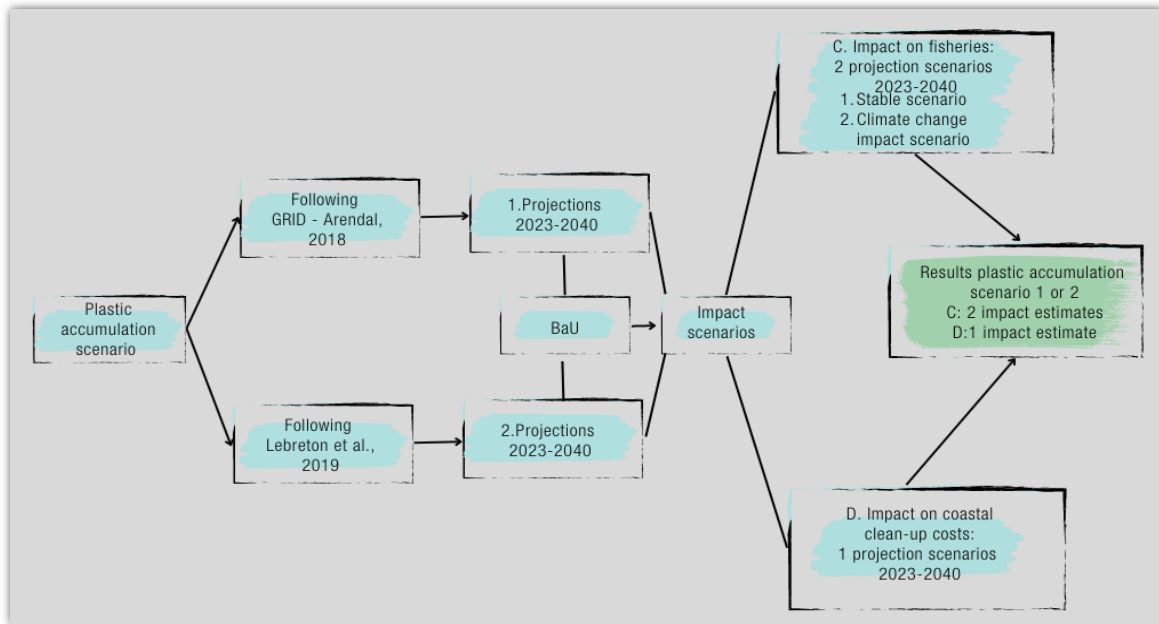 Plastic
accumulation
scenario
Following
GRID - Arendal,
2018
Following
Lebreton et al.,
2019
1.Projections
2023-2040
BaU
2.Projections
2023-2040
Impact
scenarios
C. Impact on fisheries:
2 projection scenarios
2023-2040
1. Stable scenario
2. Climate change
impact scenario
D. Impact on coastal
clean-up costs:
1 projection scenarios
2023-2040
Results plastic accumulation
scenario 1 or 2
C: 2 impact estimates
D:1 impact estimate